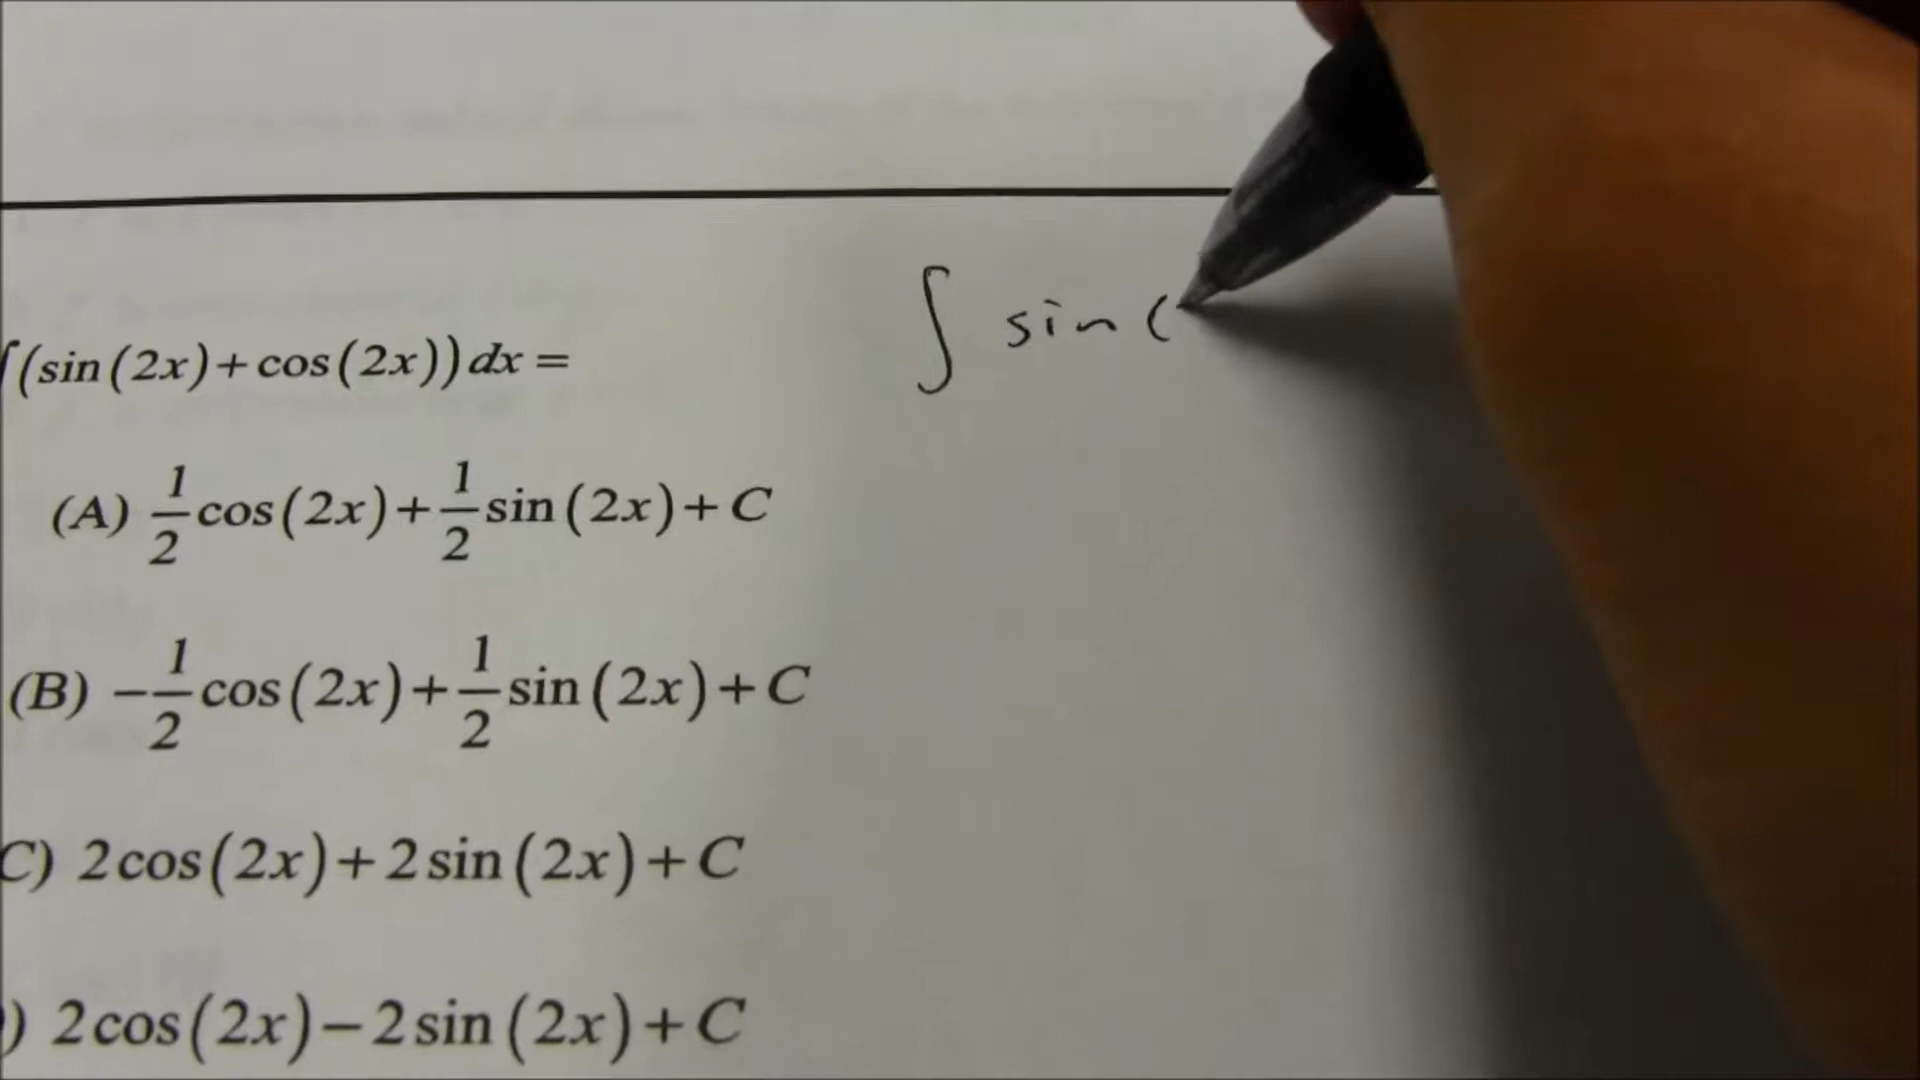 ∫(sin(2x)+cos(2x))dx =
∫ sin (
(A) 1/2 cos(2x)+1/2 sin(2x)+C
(B) -1/2 cos(2x)+1/2 sin(2x)+C
C) 2cos(2x)+2sin(2x)+C
) 2cos(2x)−2sin(2x)+C